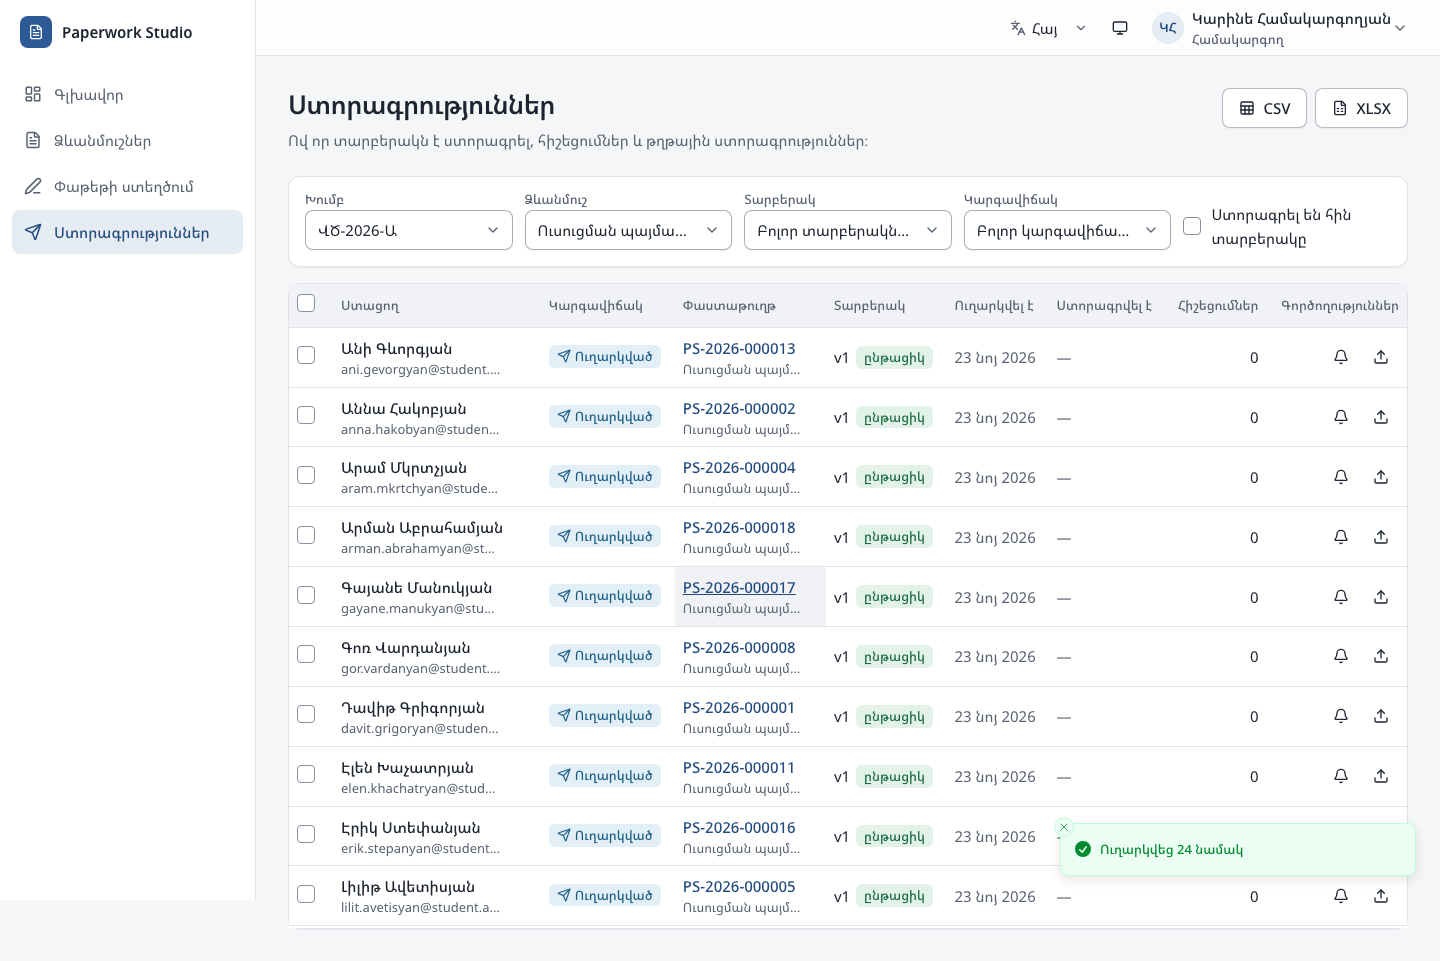 Paperwork Studio
Գլխավոր
Ձևանմուշներ
Փաթեթի ստեղծում
Ստորագրություններ
Հայ
ԿՀ
Կարինե Համակարգողյան
Համակարգող
Ստորագրություններ
Ով որ տարբերակն է ստորագրել, հիշեցումներ և թղթային ստորագրություններ։
CSV
XLSX
Խումբ
Ձևանմուշ
Տարբերակ
Կարգավիճակ
ՎԾ-2026-Ա
Ուսուցման պայմա...
Բոլոր տարբերակն...
Բոլոր կարգավիճա...
Ստորագրել են հին
տարբերակը
Ստացող Կարգավիճակ Փաստաթուղթ Տարբերակ Ուղարկվել է Ստորագրվել է Հիշեցումներ Գործողություններ
Անի Գևորգյան Ուղարկված PS-2026-000013 v1 ընթացիկ 23 նոյ 2026 — 0
ani.gevorgyan@student.... Ուսուցման պայմ...
Աննա Հակոբյան Ուղարկված PS-2026-000002 v1 ընթացիկ 23 նոյ 2026 — 0
anna.hakobyan@studen... Ուսուցման պայմ...
Արամ Մկրտչյան Ուղարկված PS-2026-000004 v1 ընթացիկ 23 նոյ 2026 — 0
aram.mkrtchyan@stude... Ուսուցման պայմ...
Արման Աբրահամյան Ուղարկված PS-2026-000018 v1 ընթացիկ 23 նոյ 2026 — 0
arman.abrahamyan@st... Ուսուցման պայմ...
Գայանե Մանուկյան Ուղարկված PS-2026-000017 v1 ընթացիկ 23 նոյ 2026 — 0
gayane.manukyan@stu... Ուսուցման պայմ...
Գոռ Վարդանյան Ուղարկված PS-2026-000008 v1 ընթացիկ 23 նոյ 2026 — 0
gor.vardanyan@student.... Ուսուցման պայմ...
Դավիթ Գրիգորյան Ուղարկված PS-2026-000001 v1 ընթացիկ 23 նոյ 2026 — 0
davit.grigoryan@studen... Ուսուցման պայմ...
Էլեն Խաչատրյան Ուղարկված PS-2026-000011 v1 ընթացիկ 23 նոյ 2026 — 0
elen.khachatryan@stud... Ուսուցման պայմ...
Էրիկ Ստեփանյան Ուղարկված PS-2026-000016 v1 ընթացիկ 23 նոյ 2026
erik.stepanyan@student... Ուսուցման պայմ...
Ուղարկվեց 24 նամակ
Լիլիթ Ավետիսյան Ուղարկված PS-2026-000005 v1 ընթացիկ 23 նոյ 2026 — 0
lilit.avetisyan@student.a... Ուսուցման պայմ...